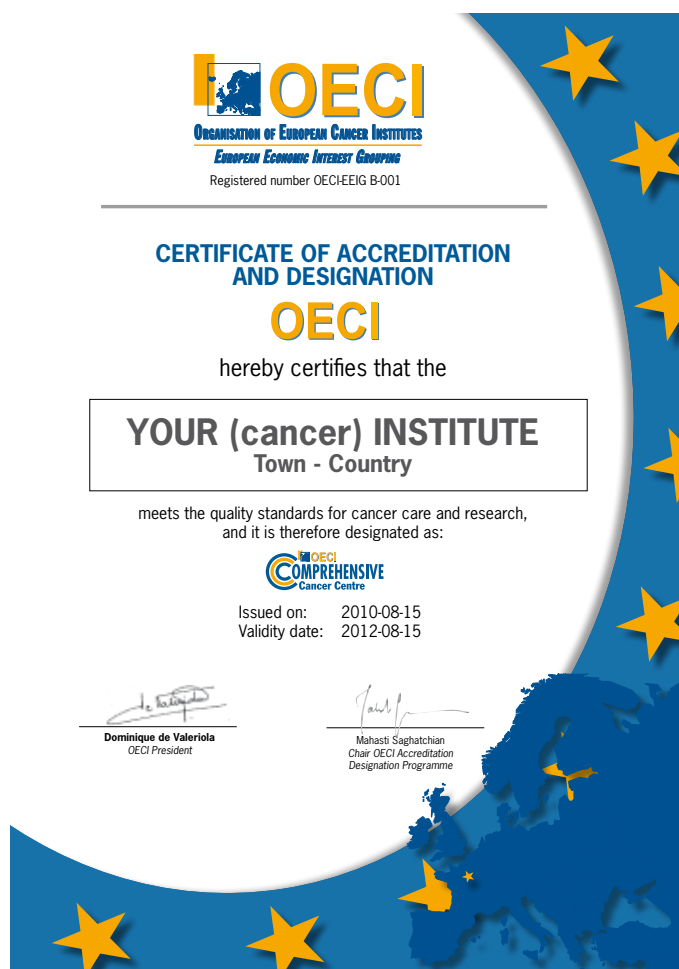 OECI
ORGANISATION OF EUROPEAN CANCER INSTITUTES
EUROPEAN ECONOMIC INTEREST GROUPING
Registered number OECI-EEIG B-001
CERTIFICATE OF ACCREDITATION
AND DESIGNATION
OECI
hereby certifies that the
YOUR (cancer) INSTITUTE
Town - Country
meets the quality standards for cancer care and research,
and it is therefore designated as:
OECI
COMPREHENSIVE
Cancer Centre
Issued on: 2010-08-15
Validity date: 2012-08-15
Dominique de Valeriola
OECI President
Mahasti Saghatchian
Chair OECI Accreditation
Designation Programme